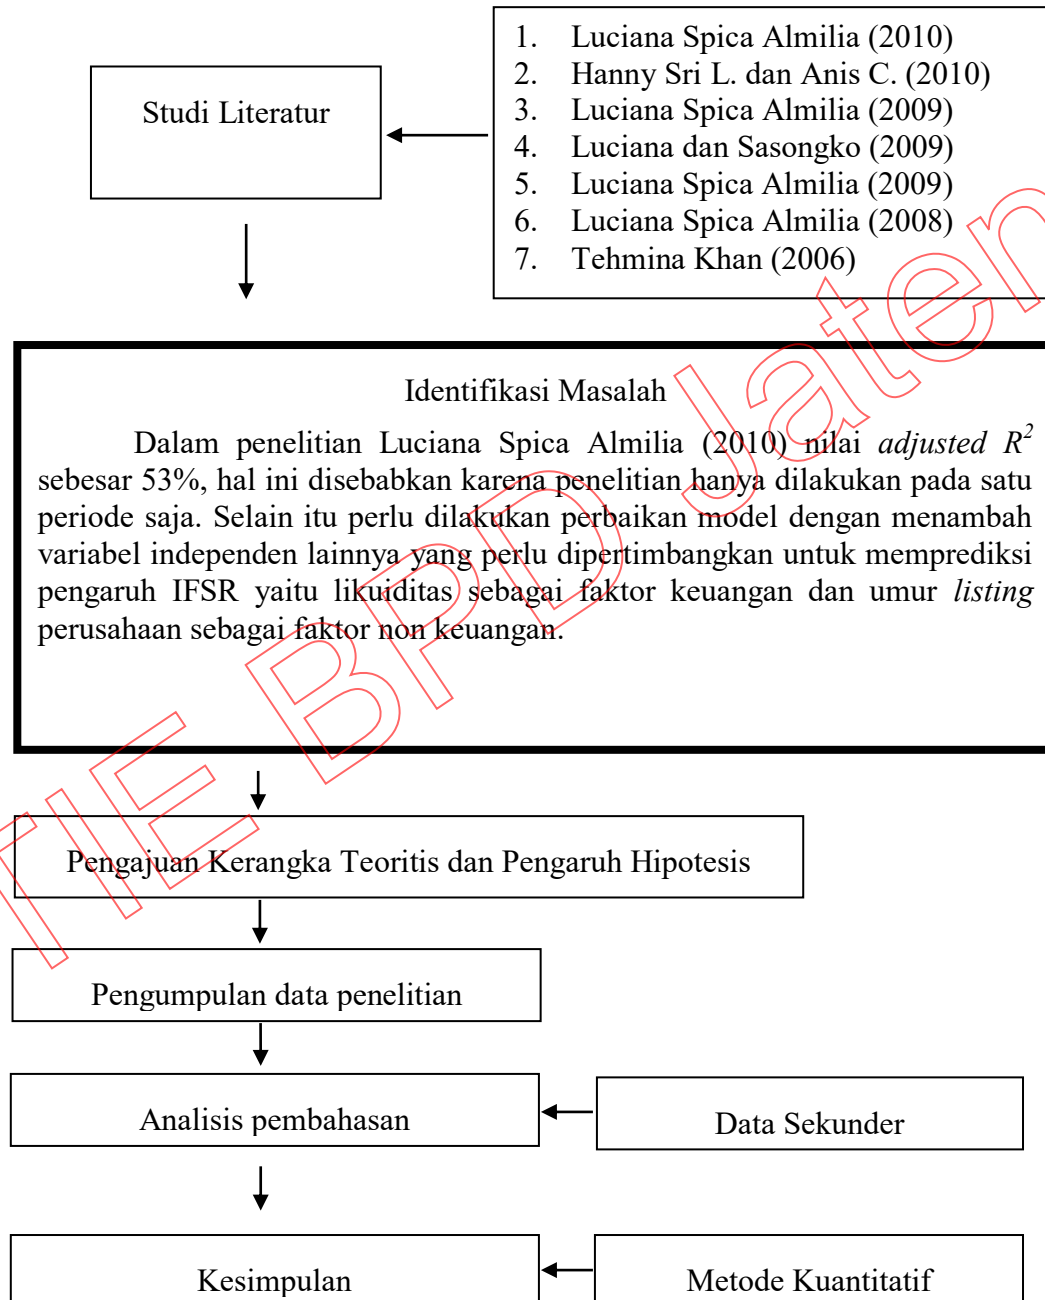 Studi Literatur
1. Luciana Spica Almilia (2010)
2. Hanny Sri L. dan Anis C. (2010)
3. Luciana Spica Almilia (2009)
4. Luciana dan Sasongko (2009)
5. Luciana Spica Almilia (2009)
6. Luciana Spica Almilia (2008)
7. Tehmina Khan (2006)
Identifikasi Masalah
Dalam penelitian Luciana Spica Almilia (2010) nilai adjusted R²
sebesar 53%, hal ini disebabkan karena penelitian hanya dilakukan pada satu
periode saja. Selain itu perlu dilakukan perbaikan model dengan menambah
variabel independen lainnya yang perlu dipertimbangkan untuk memprediksi
pengaruh IFSR yaitu likuiditas sebagai faktor keuangan dan umur listing
perusahaan sebagai faktor non keuangan.
Pengajuan Kerangka Teoritis dan Pengaruh Hipotesis
Pengumpulan data penelitian
Analisis pembahasan
Data Sekunder
Kesimpulan
Metode Kuantitatif
TIE BPD Jaten